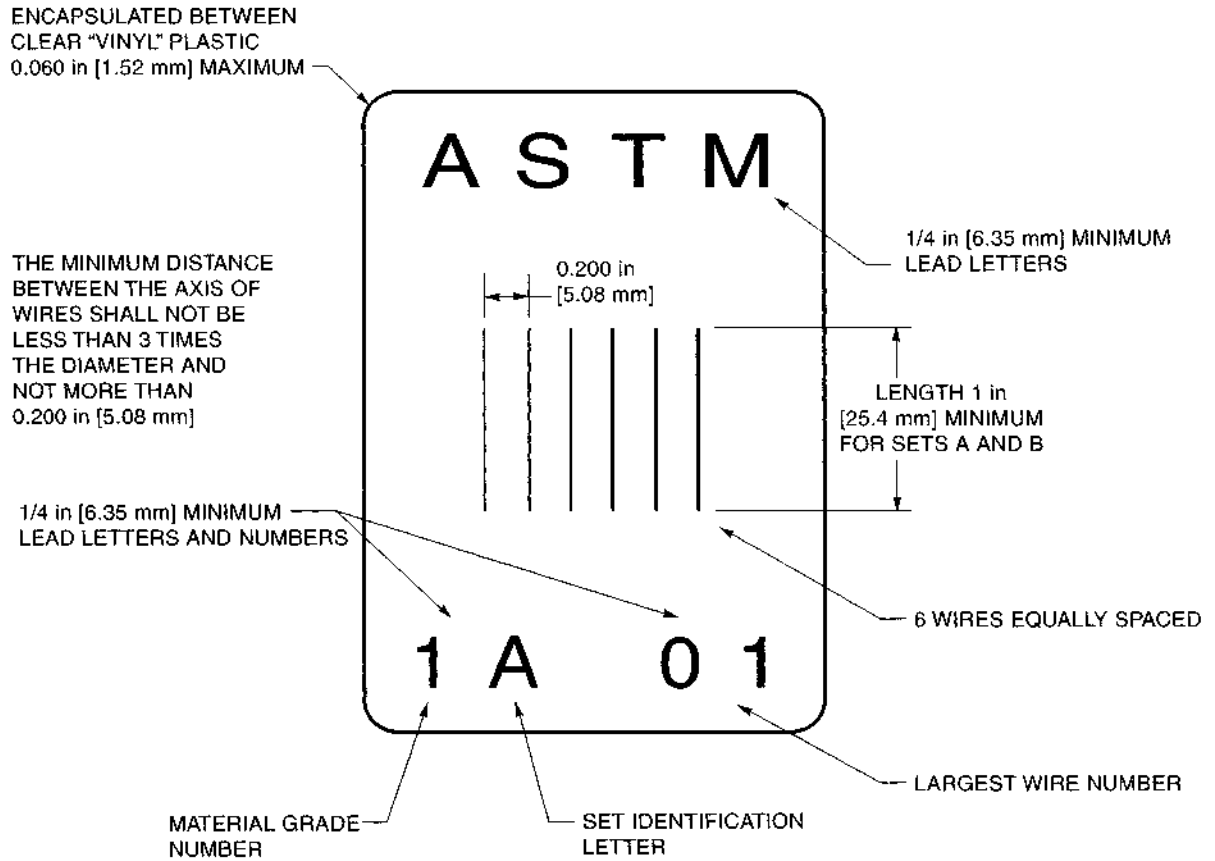 ENCAPSULATED BETWEEN
CLEAR "VINYL" PLASTIC
0.060 in [1.52 mm] MAXIMUM
A S T M
1/4 in [6.35 mm] MINIMUM
LEAD LETTERS
THE MINIMUM DISTANCE
BETWEEN THE AXIS OF
WIRES SHALL NOT BE
LESS THAN 3 TIMES
THE DIAMETER AND
NOT MORE THAN
0.200 in [5.08 mm]
0.200 in
[5.08 mm]
LENGTH 1 in
[25.4 mm] MINIMUM
FOR SETS A AND B
1/4 in [6.35 mm] MINIMUM
LEAD LETTERS AND NUMBERS
6 WIRES EQUALLY SPACED
1 A 0 1
LARGEST WIRE NUMBER
MATERIAL GRADE
NUMBER
SET IDENTIFICATION
LETTER